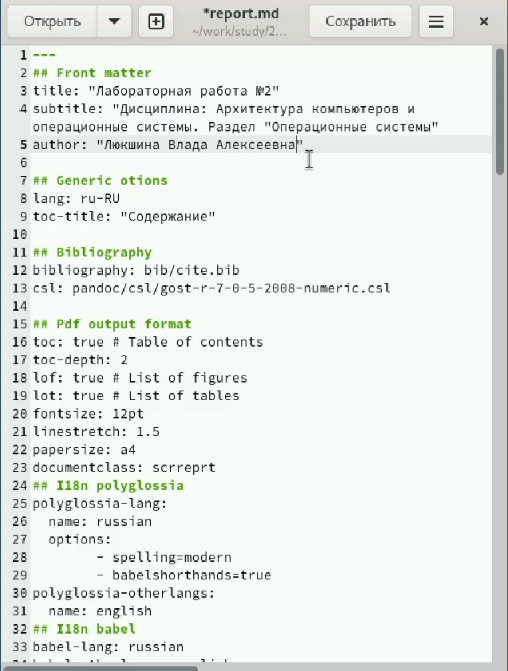 Открыть
*report.md
~/work/study/2...
Сохранить
1 ---
2 ## Front matter
3 title: "Лабораторная работа №2"
4 subtitle: "Дисциплина: Архитектура компьютеров и
операционные системы. Раздел "Операционные системы"
5 author: "Люкшина Влада Алексеевна"
6
7 ## Generic otions
8 lang: ru-RU
9 toc-title: "Содержание"
10
11 ## Bibliography
12 bibliography: bib/cite.bib
13 csl: pandoc/csl/gost-r-7-0-5-2008-numeric.csl
14
15 ## Pdf output format
16 toc: true # Table of contents
17 toc-depth: 2
18 lof: true # List of figures
19 lot: true # List of tables
20 fontsize: 12pt
21 linestretch: 1.5
22 papersize: a4
23 documentclass: scrreprt
24 ## I18n polyglossia
25 polyglossia-lang:
26   name: russian
27   options:
28         - spelling=modern
29         - babelshorthands=true
30 polyglossia-otherlangs:
31   name: english
32 ## I18n babel
33 babel-lang: russian